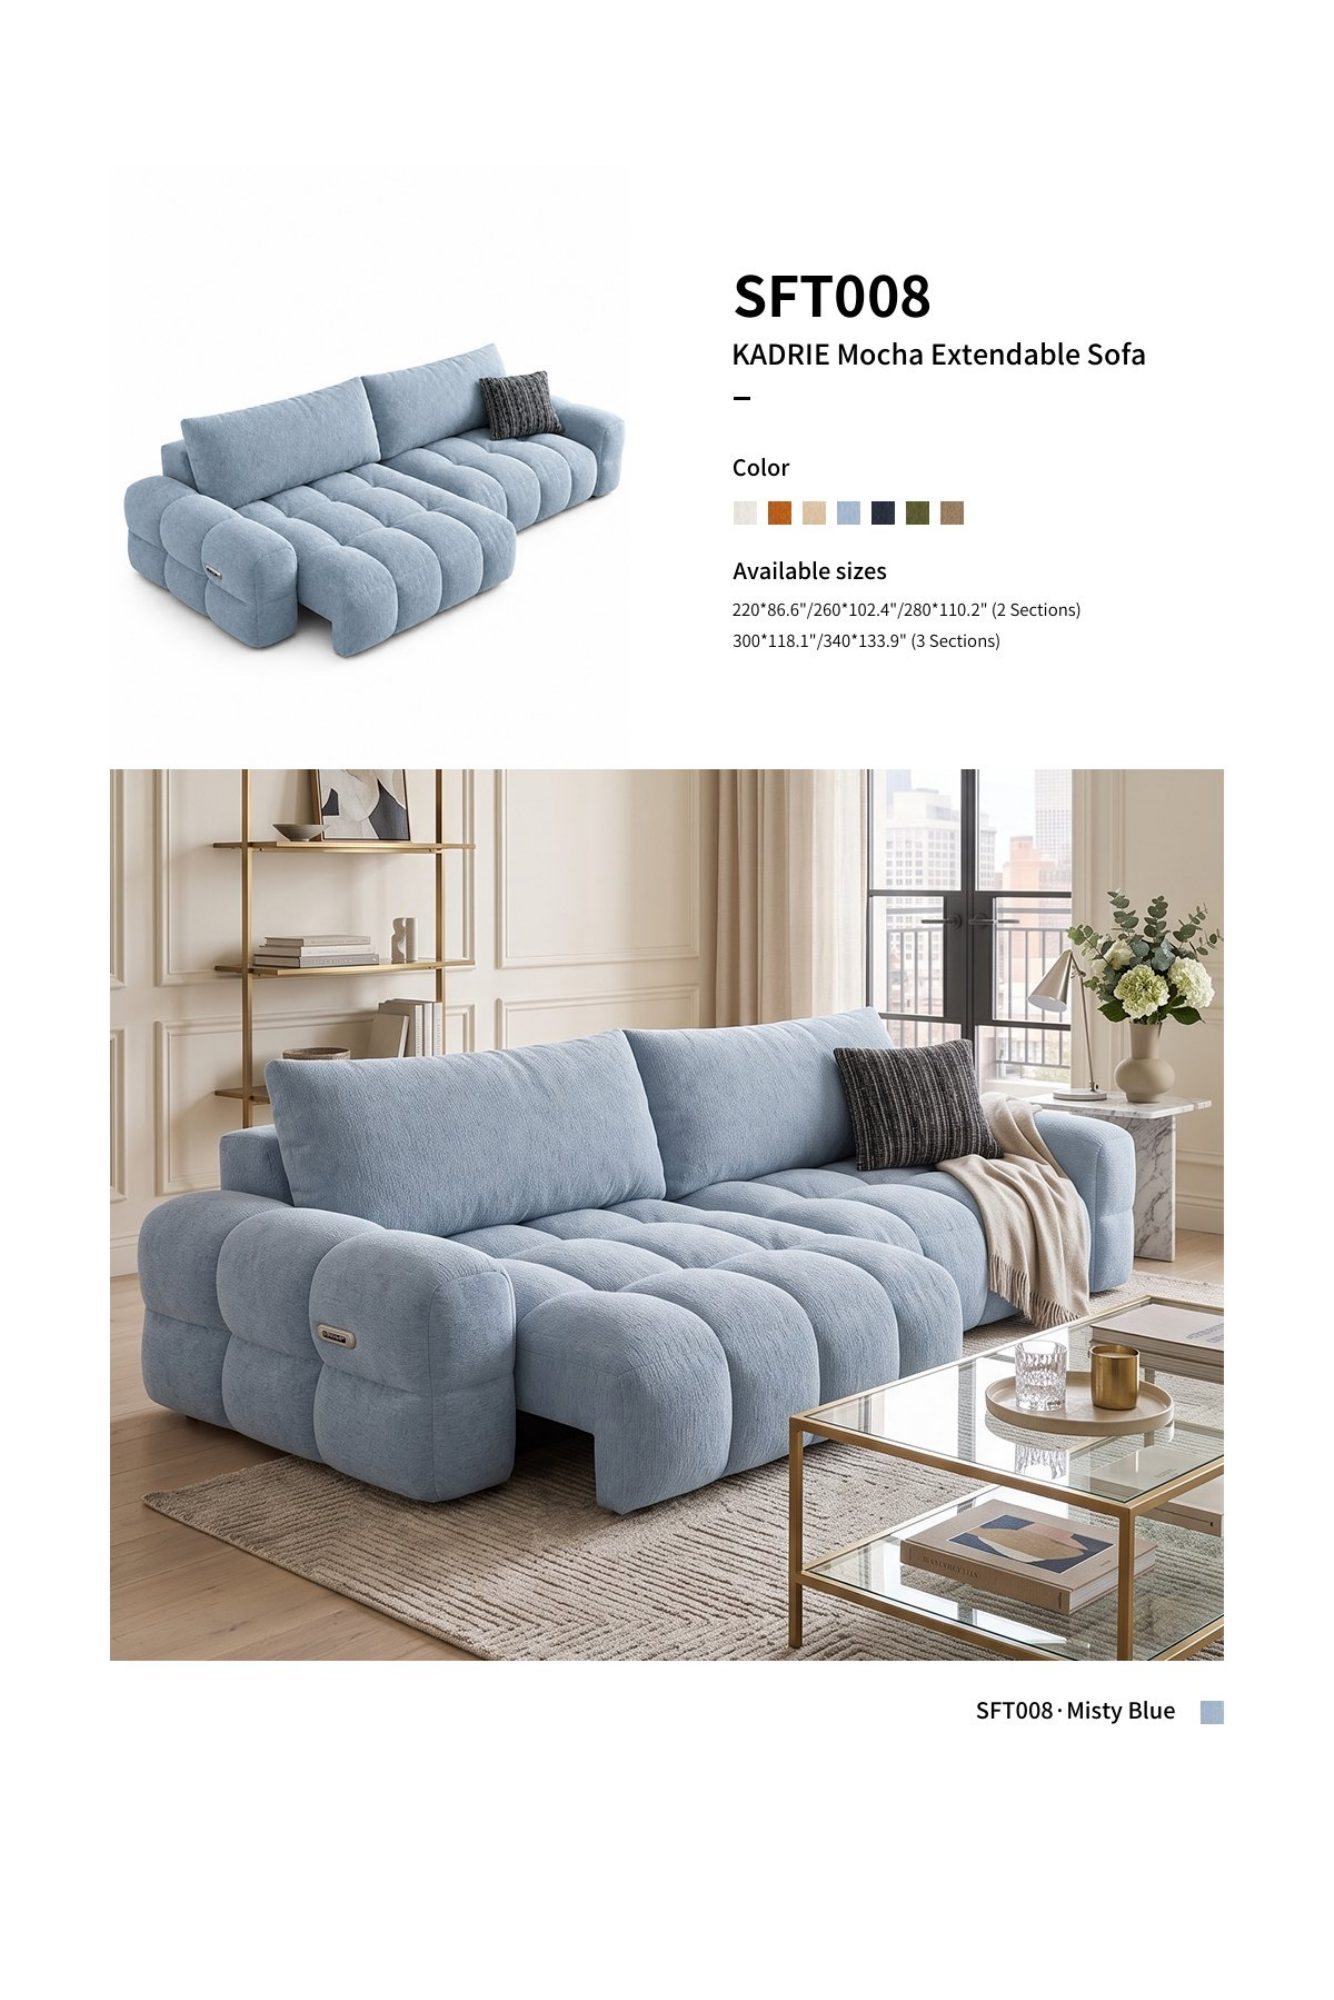 SFT008
KADRIE Mocha Extendable Sofa
Color
Available sizes
220*86.6"/260*102.4"/280*110.2" (2 Sections)
300*118.1"/340*133.9" (3 Sections)
SFT008·Misty Blue